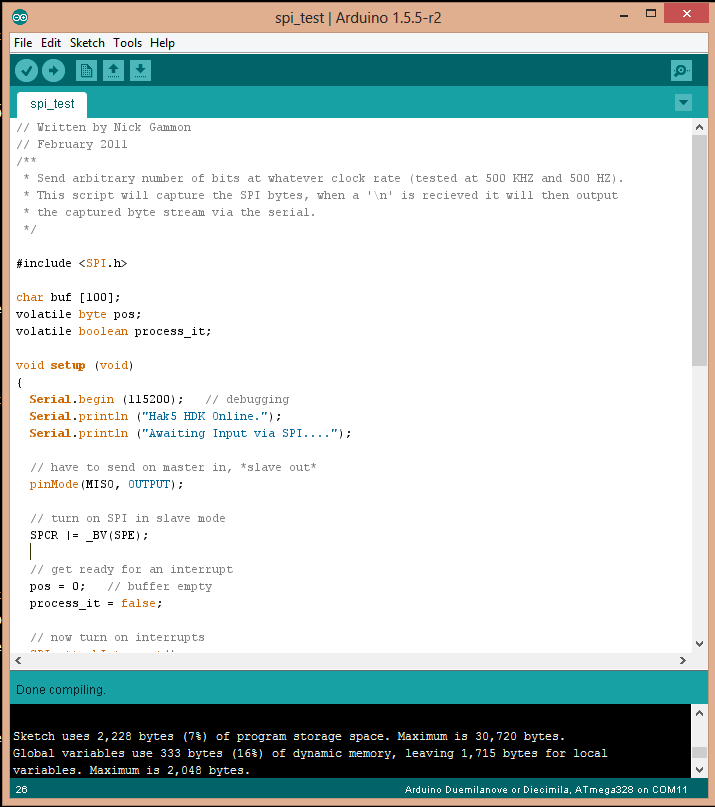 spi_test | Arduino 1.5.5-r2
File Edit Sketch Tools Help
spi_test
// Written by Nick Gammon
// February 2011
/**
 * Send arbitrary number of bits at whatever clock rate (tested at 500 KHZ and 500 HZ).
 * This script will capture the SPI bytes, when a '\n' is recieved it will then output
 * the captured byte stream via the serial.
 */
#include <SPI.h>
char buf [100];
volatile byte pos;
volatile boolean process_it;
void setup (void)
{
  Serial.begin (115200);   // debugging
  Serial.println ("Hak5 HDK Online.");
  Serial.println ("Awaiting Input via SPI....");
  // have to send on master in, *slave out*
  pinMode(MISO, OUTPUT);
  // turn on SPI in slave mode
  SPCR |= _BV(SPE);
  // get ready for an interrupt
  pos = 0;   // buffer empty
  process_it = false;
  // now turn on interrupts
Done compiling.
Sketch uses 2,228 bytes (7%) of program storage space. Maximum is 30,720 bytes.
Global variables use 333 bytes (16%) of dynamic memory, leaving 1,715 bytes for local
variables. Maximum is 2,048 bytes.
26 Arduino Duemilanove or Diecimila, ATmega328 on COM11